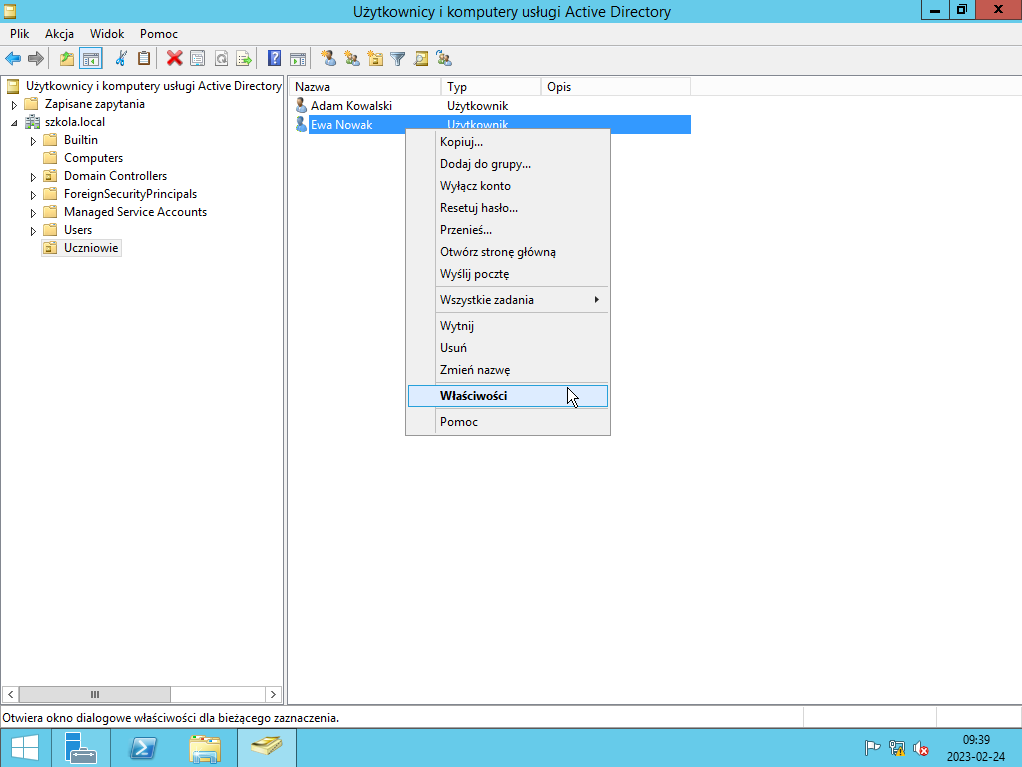 Użytkownicy i komputery usługi Active Directory
Plik Akcja Widok Pomoc
Użytkownicy i komputery usługi Active Directory
Zapisane zapytania
szkola.local
Builtin
Computers
Domain Controllers
ForeignSecurityPrincipals
Managed Service Accounts
Users
Uczniowie
Nazwa Typ Opis
Adam Kowalski Użytkownik
Ewa Nowak Użytkownik
Kopiuj...
Dodaj do grupy...
Wyłącz konto
Resetuj hasło...
Przenieś...
Otwórz stronę główną
Wyślij pocztę
Wszystkie zadania
Wytnij
Usuń
Zmień nazwę
Właściwości
Pomoc
Otwiera okno dialogowe właściwości dla bieżącego zaznaczenia.
09:39
2023-02-24